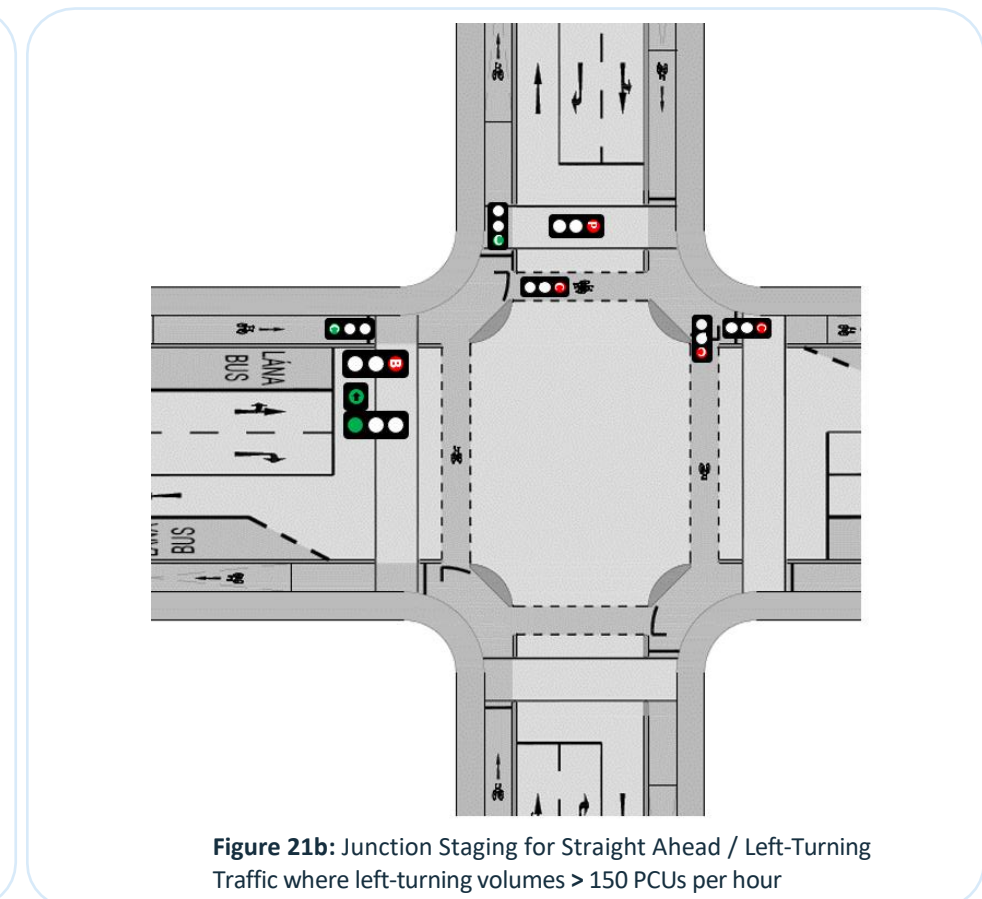 P
C
C
C
C
C
B
LÁNA
BUS
LÁNA
BUS
Figure 21b: Junction Staging for Straight Ahead / Left-Turning
Traffic where left-turning volumes > 150 PCUs per hour